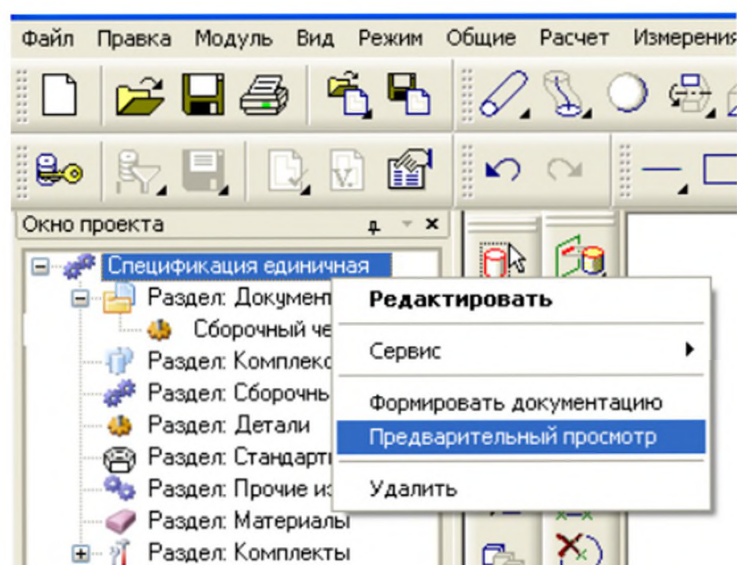 Файл Правка Модуль Вид Режим Общие Расчет Измерения
V.
Окно проекта
Спецификация единичная
Раздел: Документ
Сборочный че
Раздел: Комплекс
Раздел: Сборочнь
Раздел: Детали
Раздел: Стандарт
Раздел: Прочие из
Раздел: Материалы
Раздел: Комплекты
Редактировать
Сервис
Формировать документацию
Предварительный просмотр
Удалить